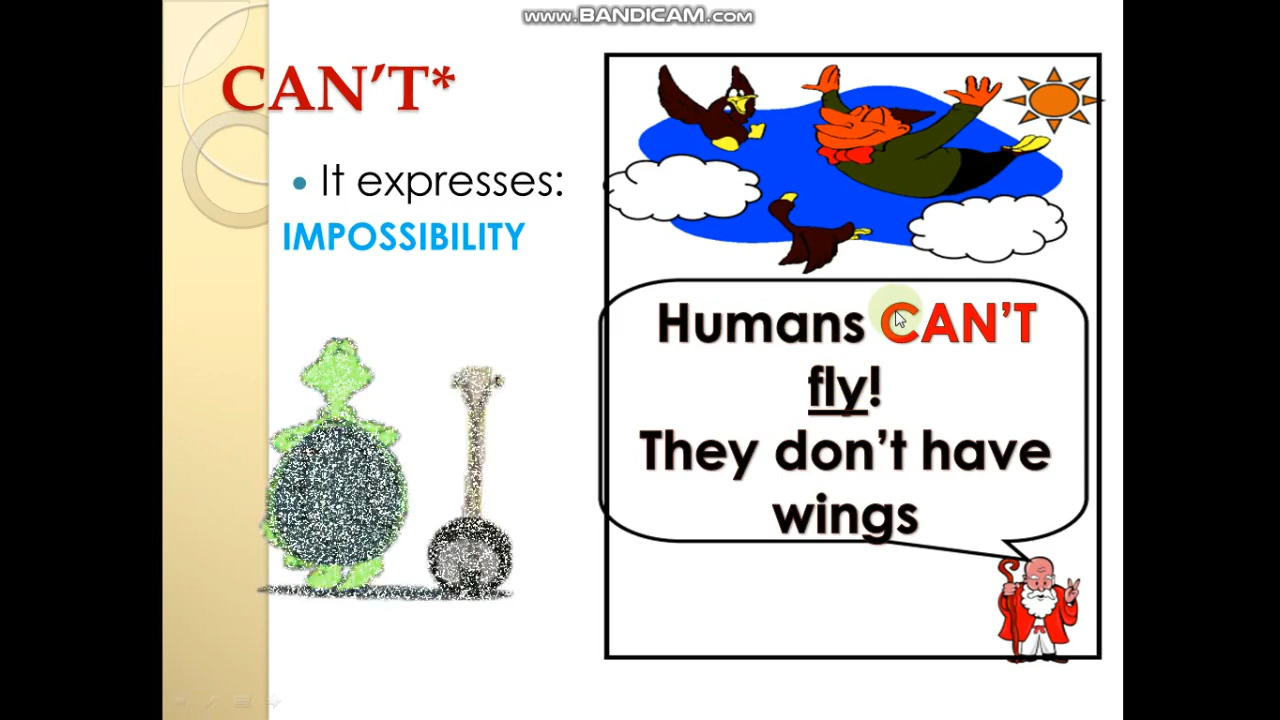 www.BANDICAM.com
CAN'T*
• It expresses:
IMPOSSIBILITY
Humans CAN'T
fly!
They don't have
wings